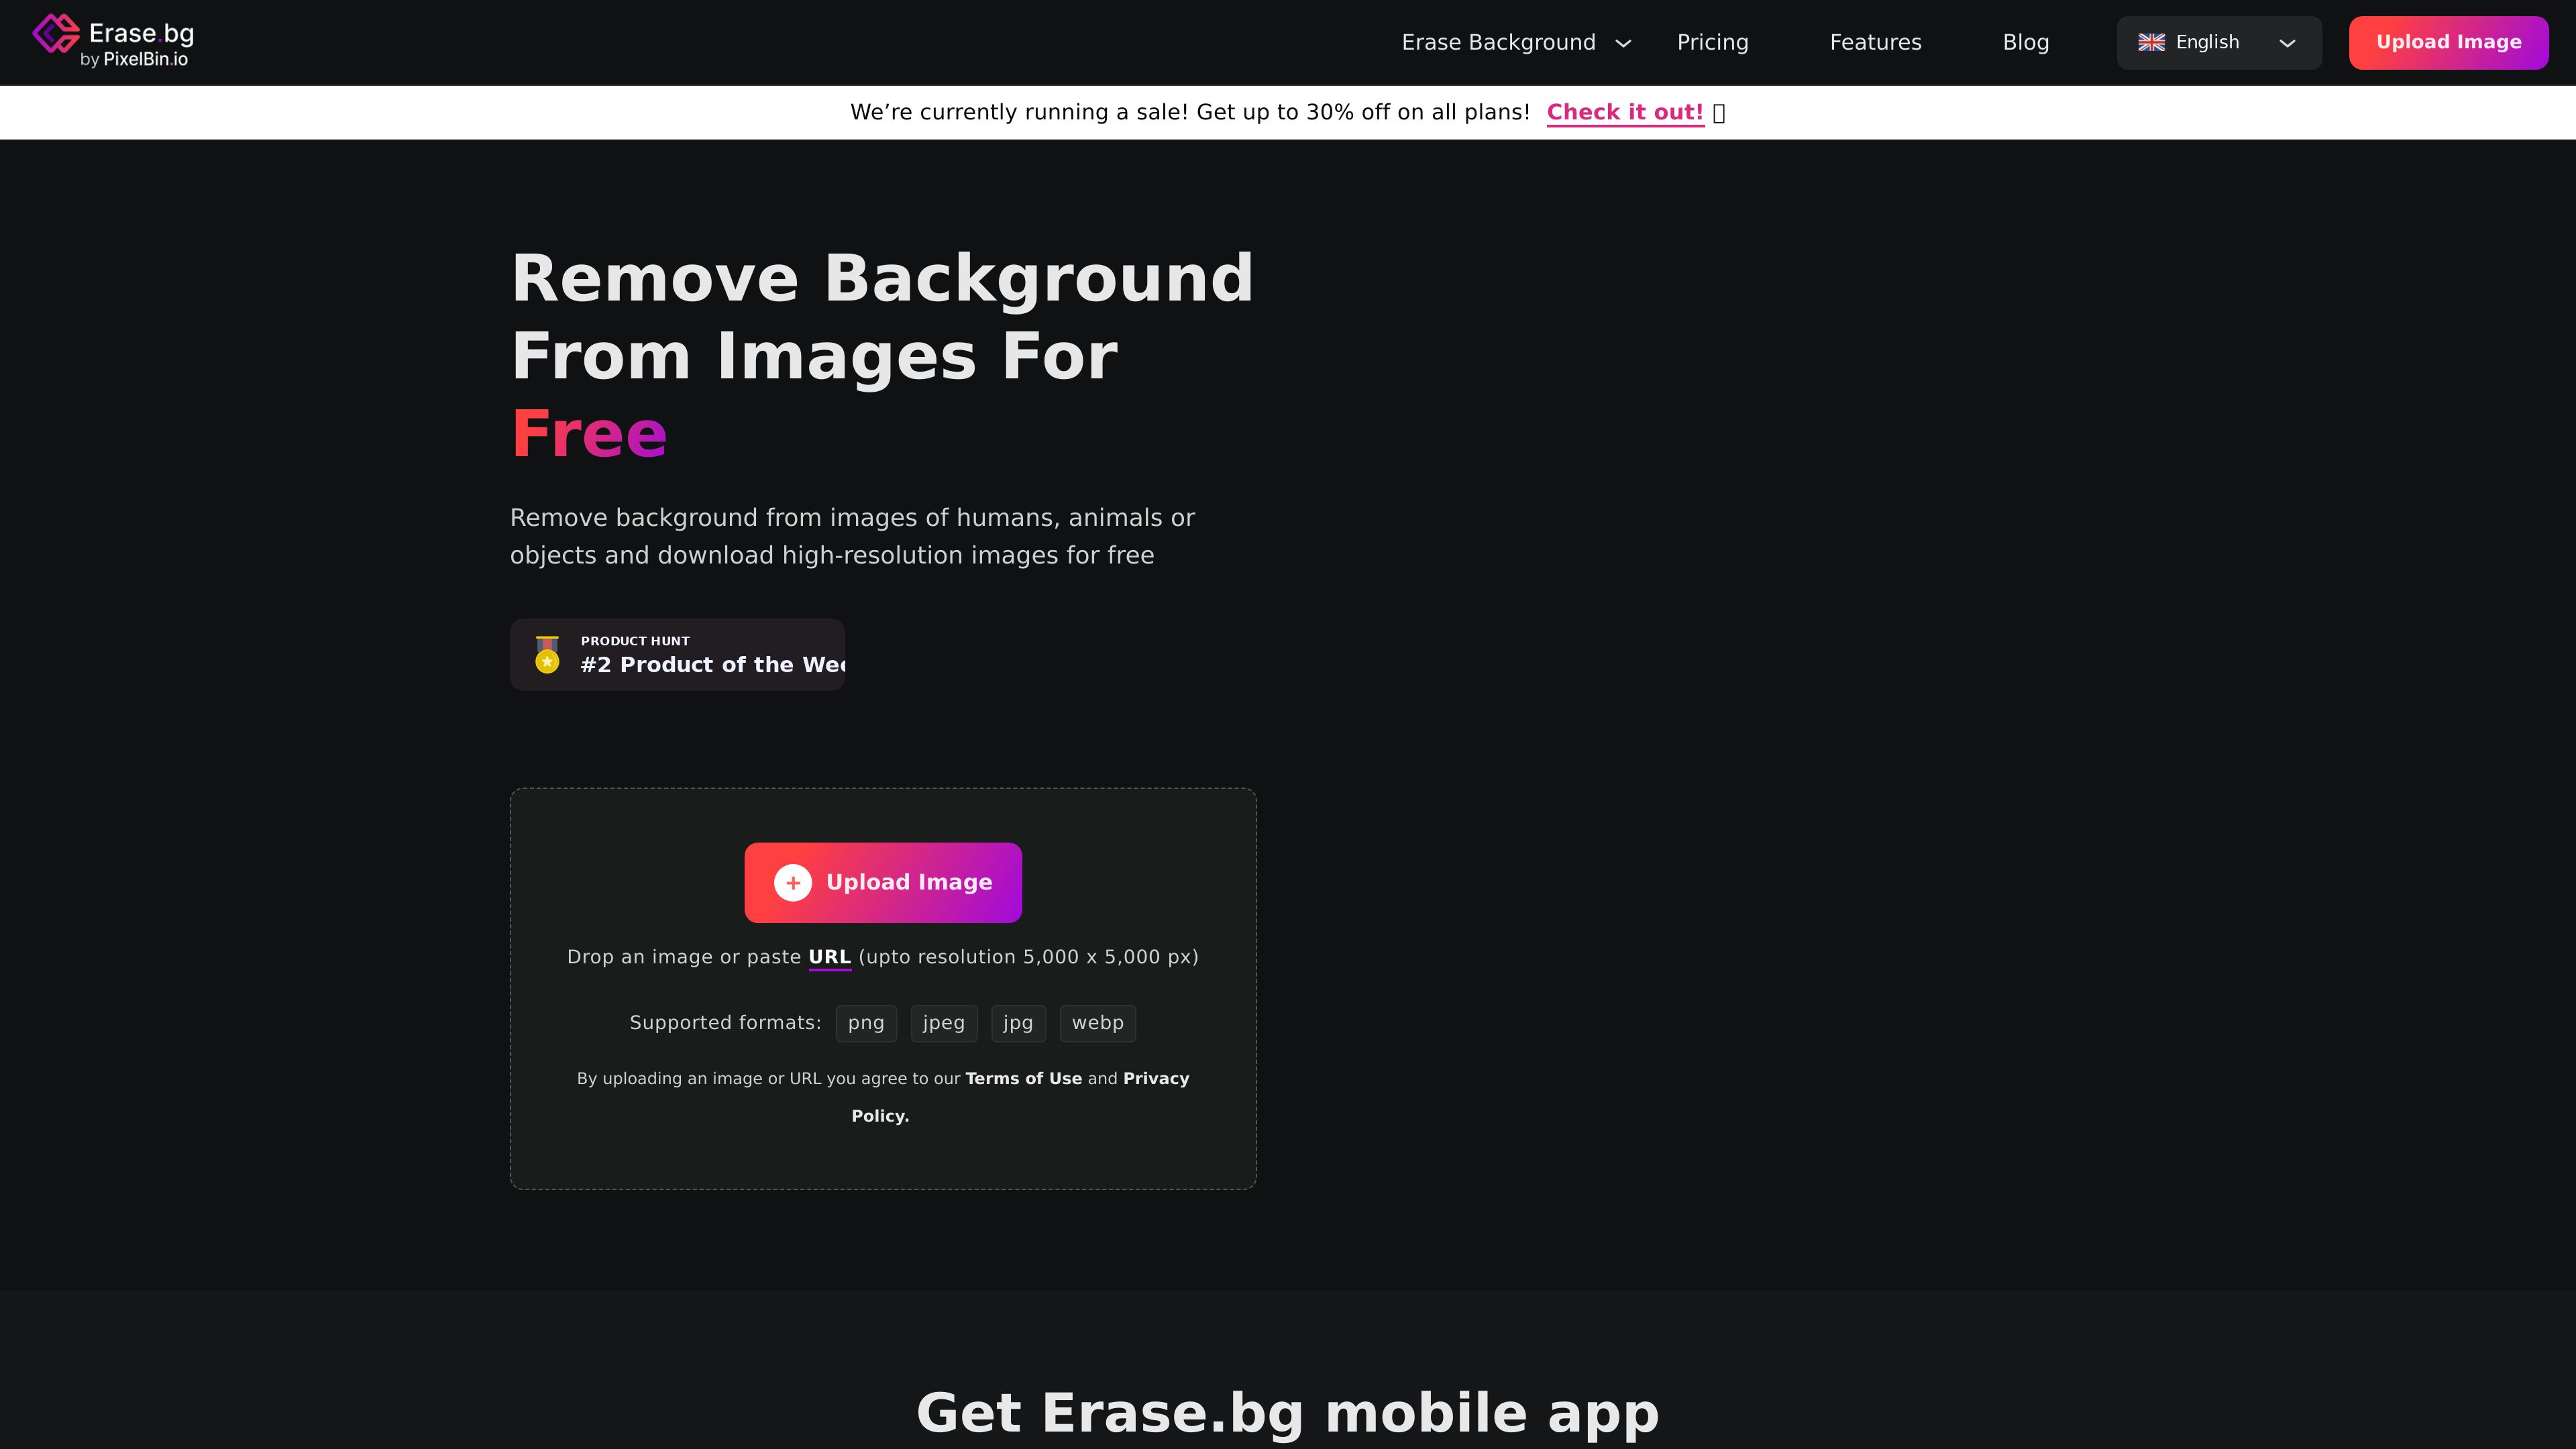 Erase.bg
by PixelBin.io
Erase Background
Pricing
Features
Blog
English
Upload Image
We’re currently running a sale! Get up to 30% off on all plans! Check it out!
Remove Background
From Images For
Free
Remove background from images of humans, animals or
objects and download high-resolution images for free
PRODUCT HUNT
#2 Product of the
Upload Image
Drop an image or paste URL (upto resolution 5,000 x 5,000 px)
Supported formats: png jpeg jpg webp
By uploading an image or URL you agree to our Terms of Use and Privacy
Policy.
Get Erase.bg mobile app